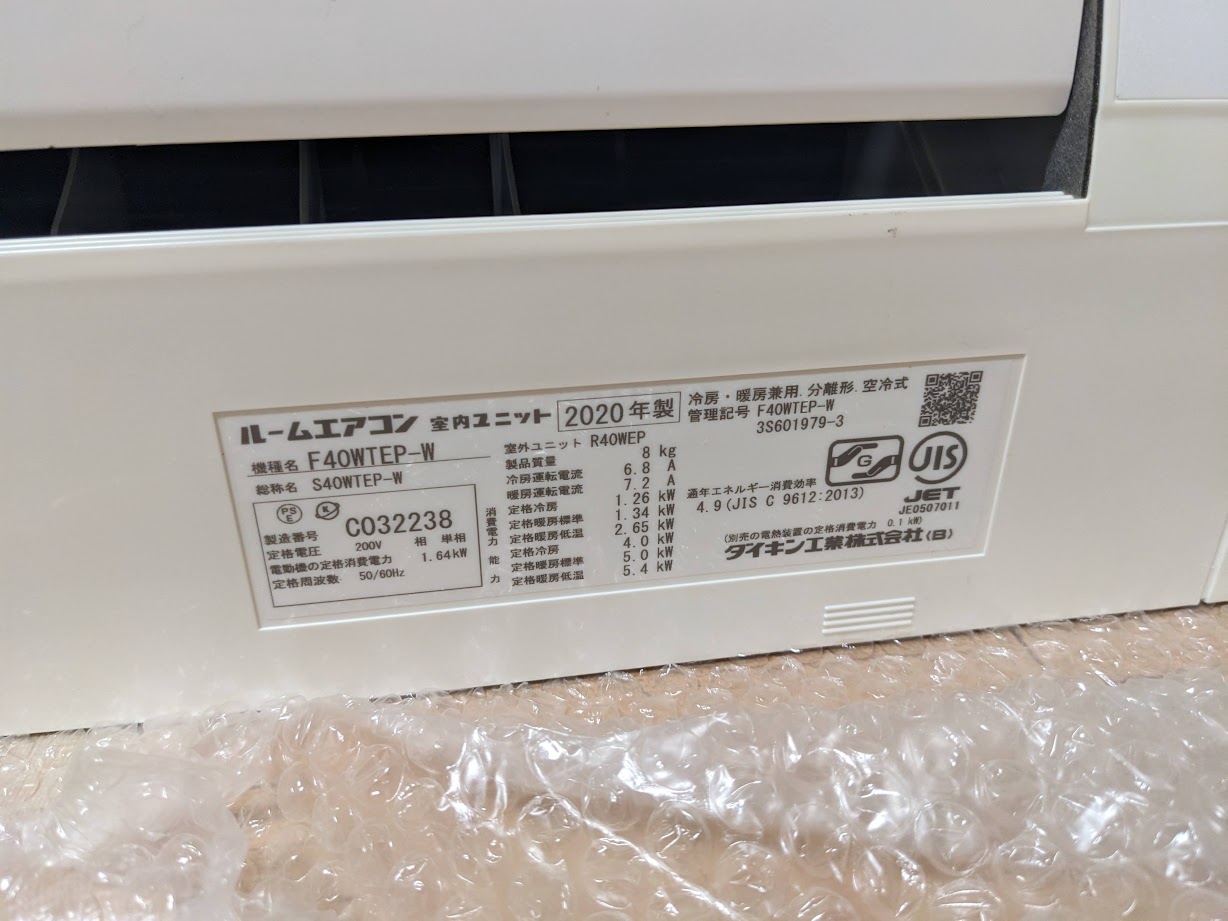 ルームエアコン 室内ユニット 2020年製
機種名 F40WTEP-W
総称名 S40WTEP-W
PS
E
製造番号 C032238
定格電圧 200V 相 単相
電動機の定格消費電力 1.64kW
定格周波数 50/60Hz
室外ユニット R40WEP
製品質量 8 kg
冷房運転電流 6.8 A
暖房運転電流 7.2 A
消費電力
定格冷房 1.26 kW
定格暖房標準 1.34 kW
定格暖房低温 2.65 kW
能力
定格冷房 4.0 kW
定格暖房標準 5.0 kW
定格暖房低温 5.4 kW
冷房・暖房兼用.分離形.空冷式
管理記号 F40WTEP-W
3S601979-3
G
JIS
JET
JE0507011
通年エネルギー消費効率
4.9(JIS C 9612:2013)
(別売の電熱装置の定格消費電力 0.1 kW)
ダイキン工業株式会社(日)